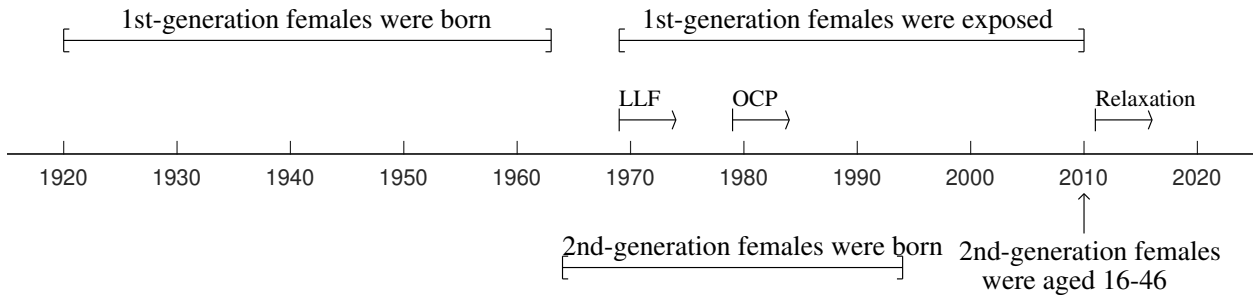 1st-generation females were born
1st-generation females were exposed
LLF
OCP
Relaxation
1920 1930 1940 1950 1960 1970 1980 1990 2000 2010 2020
2nd-generation females were born
2nd-generation females
were aged 16-46